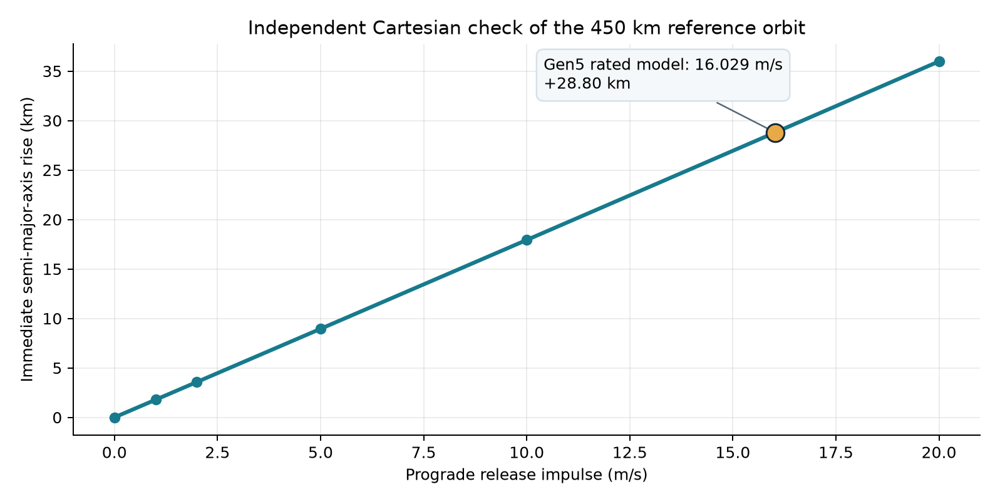 Independent Cartesian check of the 450 km reference orbit
Gen5 rated model: 16.029 m/s
+28.80 km
Immediate semi-major-axis rise (km)
35
30
25
20
15
10
5
0
0.0 2.5 5.0 7.5 10.0 12.5 15.0 17.5 20.0
Prograde release impulse (m/s)